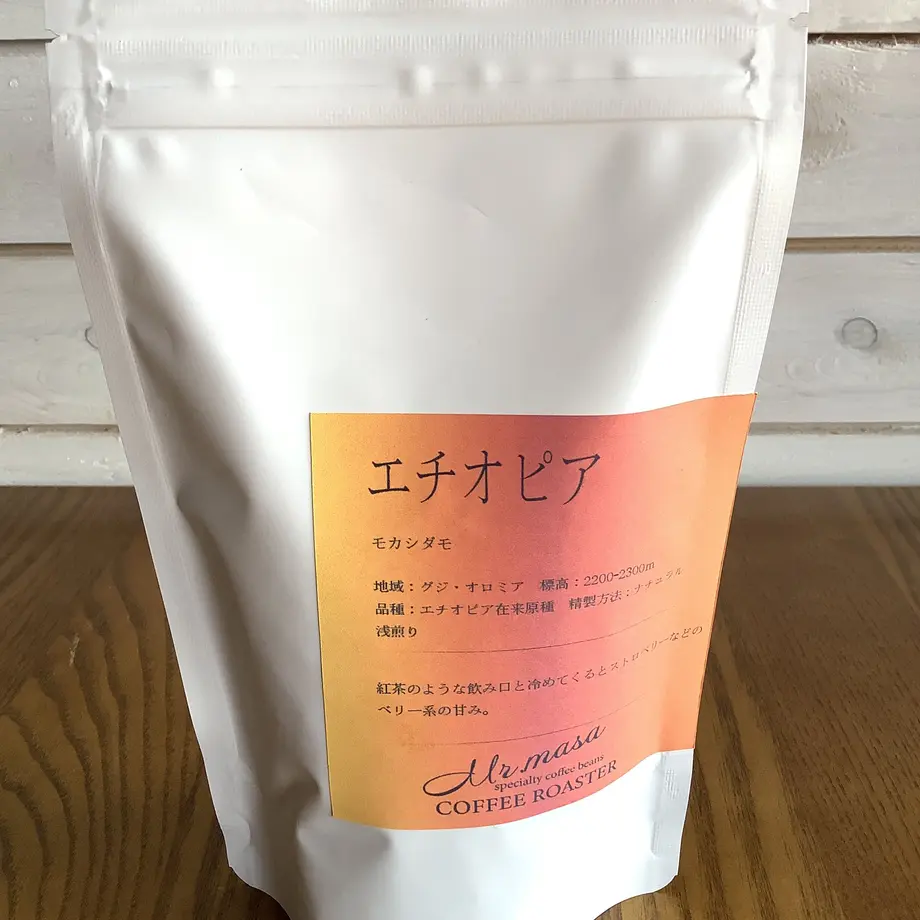 エチオピア
モカシダモ
地域：グジ・オロミア　標高：2200-2300m
品種：エチオピア在来原種　精製方法：ナチュラル
浅煎り
紅茶のような飲み口と冷めてくるとストロベリーなどの
ベリー系の甘み。
Mr.masa
specialty coffee beans
COFFEE ROASTER